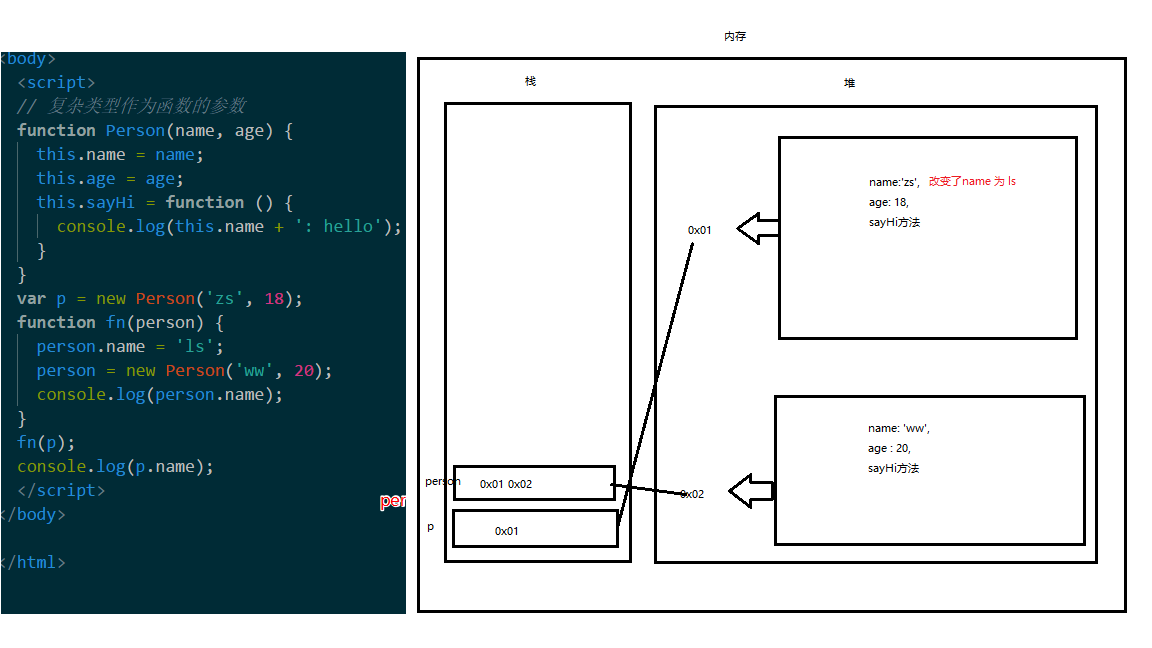 <body>
<script>
// 复杂类型作为函数的参数
function Person(name, age) {
this.name = name;
this.age = age;
this.sayHi = function () {
console.log(this.name + ': hello');
}
}
var p = new Person('zs', 18);
function fn(person) {
person.name = 'ls';
person = new Person('ww', 20);
console.log(person.name);
}
fn(p);
console.log(p.name);
</script>
</body>
</html>
per
内存
栈
堆
name:'zs', 改变了name 为 ls
age: 18,
sayHi方法
0x01
name: 'ww',
age : 20,
sayHi方法
person 0x01 0x02
0x02
p 0x01